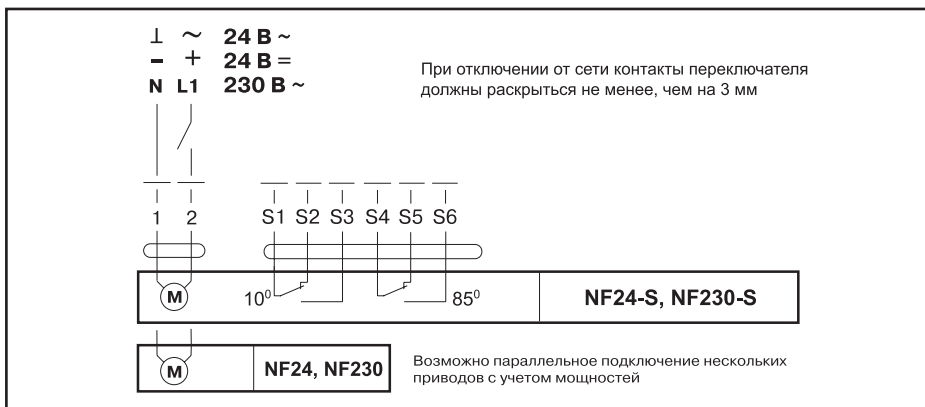 ⊥ ~ 24 В ~
- + 24 В =
N L1 230 В ~
При отключении от сети контакты переключателя
должны раскрыться не менее, чем на 3 мм
1 2 S1 S2 S3 S4 S5 S6
M 10⁰ 85⁰ NF24-S, NF230-S
M NF24, NF230
Возможно параллельное подключение нескольких
приводов с учетом мощностей